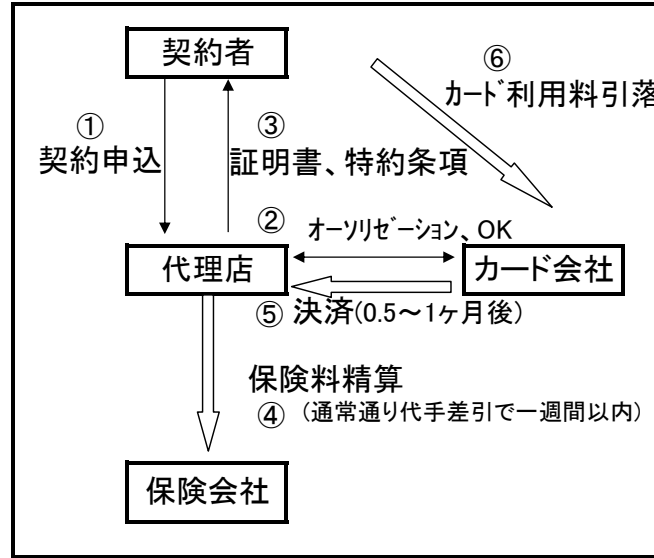 契約者
⑥
カード利用料引落
①
契約申込
③
証明書、特約条項
②
オーソリゼーション、OK
代理店
カード会社
⑤ 決済(0.5～1ヶ月後)
保険料精算
④ (通常通り代手差引で一週間以内)
保険会社